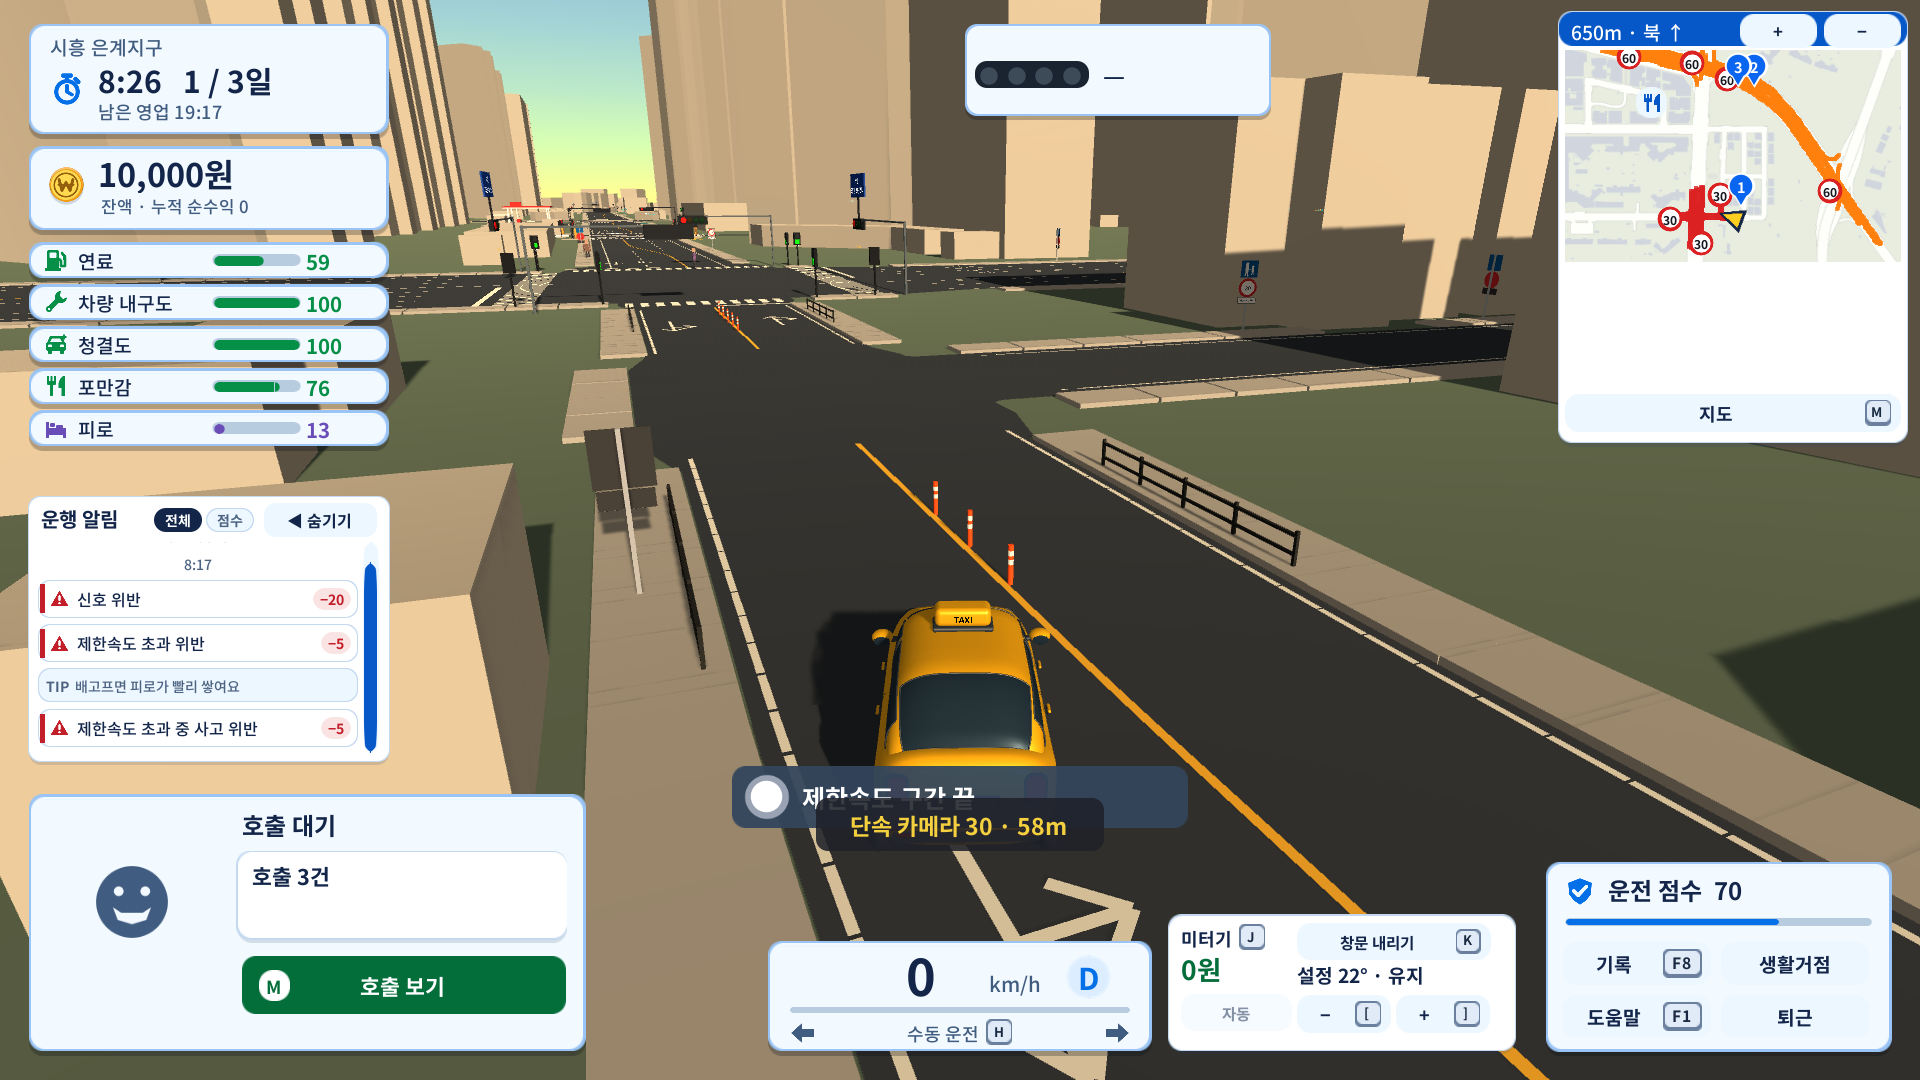 시흥 은계지구
8:26 1 / 3일
남은 영업 19:17
10,000원
잔액 · 누적 순수익 0
연료 59
차량 내구도 100
청결도 100
포만감 76
피로 13
운행 알림 전체 점수 ◀ 숨기기
8:17
신호 위반 −20
제한속도 초과 위반 −5
TIP 배고프면 피로가 빨리 쌓여요
제한속도 초과 중 사고 위반 −5
호출 대기
호출 3건
M 호출 보기
—
650m · 북 ↑ + −
60 60 60 3 2
60
1
30 30
30
지도 M
TAXI
제한속도 구간 끝
단속 카메라 30 · 58m
0 km/h D
수동 운전 H
미터기 J
0원
자동
창문 내리기 K
설정 22° · 유지
− [ + ]
운전 점수 70
기록 F8 생활거점
도움말 F1 퇴근